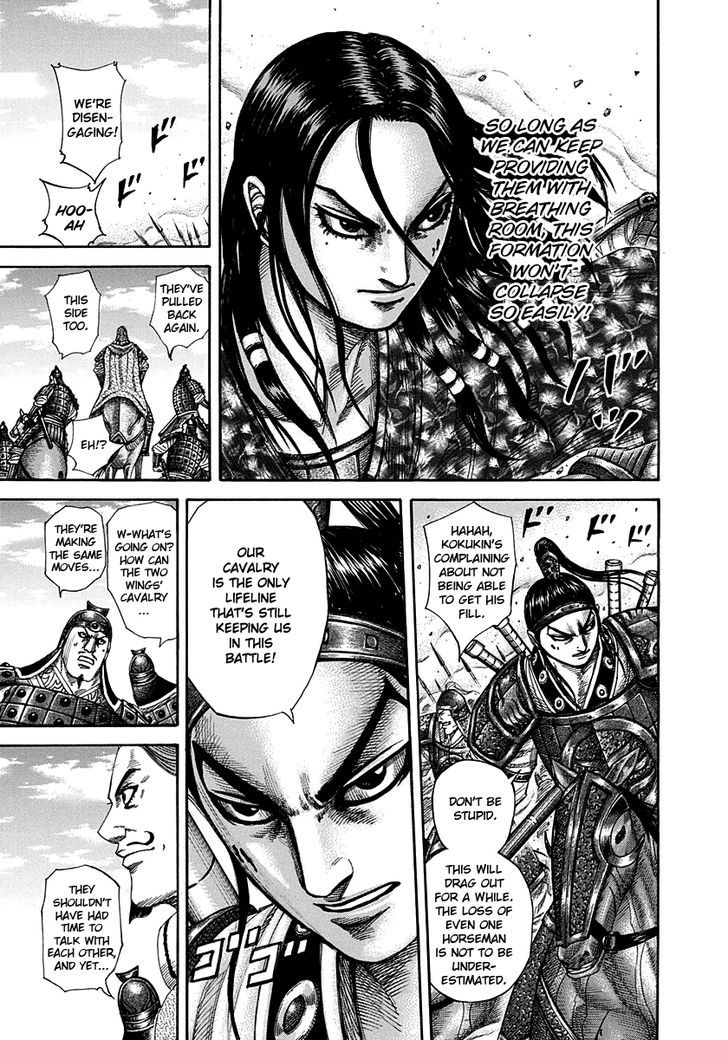 SO LONG AS
WE CAN KEEP
PROVIDING
THEM WITH
BREATHING
ROOM, THIS
FORMATION
WON'T
COLLAPSE
SO EASILY!
ドド
WE'RE
DISEN-
GAGING!
HOO-
AH
ドド
THEY'VE
PULLED
BACK
AGAIN.
THIS
SIDE
TOO.
EH!?
ドド
HAHAH,
KOKUKIN'S
COMPLAINING
ABOUT NOT
BEING ABLE
TO GET
HIS FILL.
DON'T BE
STUPID.
THIS WILL
DRAG OUT
FOR A WHILE.
THE LOSS OF
EVEN ONE
HORSEMAN
IS NOT TO
BE UNDER-
ESTIMATED.
OUR
CAVALRY
IS THE ONLY
LIFELINE
THAT'S STILL
KEEPING US
IN THIS
BATTLE!
ゴゴ
W-WHAT'S
GOING ON?
HOW CAN
THE TWO
WINGS'
CAVALRY
...
THEY'RE
MAKING
THE SAME
MOVES...
THEY
SHOULDN'T
HAVE HAD
TIME TO
TALK WITH
EACH OTHER,
AND YET...